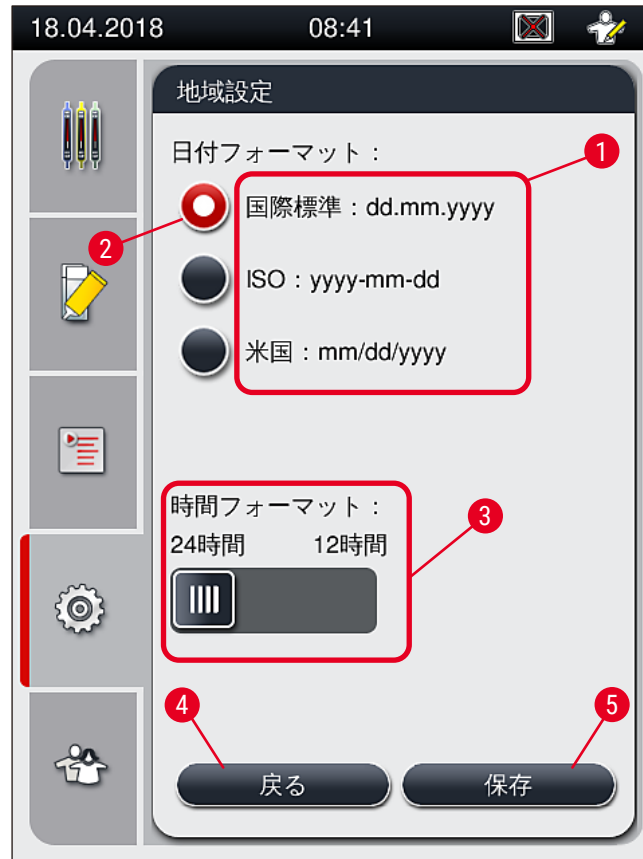 18.04.2018 08:41
地域設定
日付フォーマット：
1
国際標準：dd.mm.yyyy
2
ISO：yyyy-mm-dd
米国：mm/dd/yyyy
時間フォーマット：
3
24時間 12時間
4
5
戻る 保存